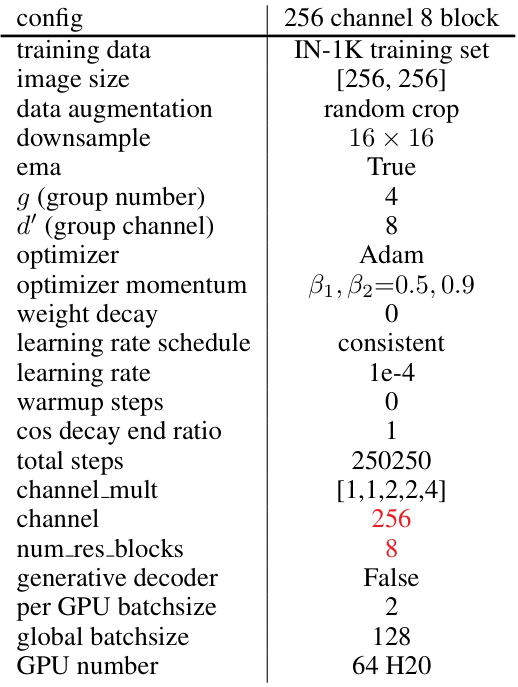 config 256 channel 8 block
training data IN-1K training set
image size [256, 256]
data augmentation random crop
downsample 16 × 16
ema True
g (group number) 4
d′ (group channel) 8
optimizer Adam
optimizer momentum β₁, β₂=0.5, 0.9
weight decay 0
learning rate schedule consistent
learning rate 1e-4
warmup steps 0
cos decay end ratio 1
total steps 250250
channel_mult [1,1,2,2,4]
channel 256
num_res_blocks 8
generative decoder False
per GPU batchsize 2
global batchsize 128
GPU number 64 H20